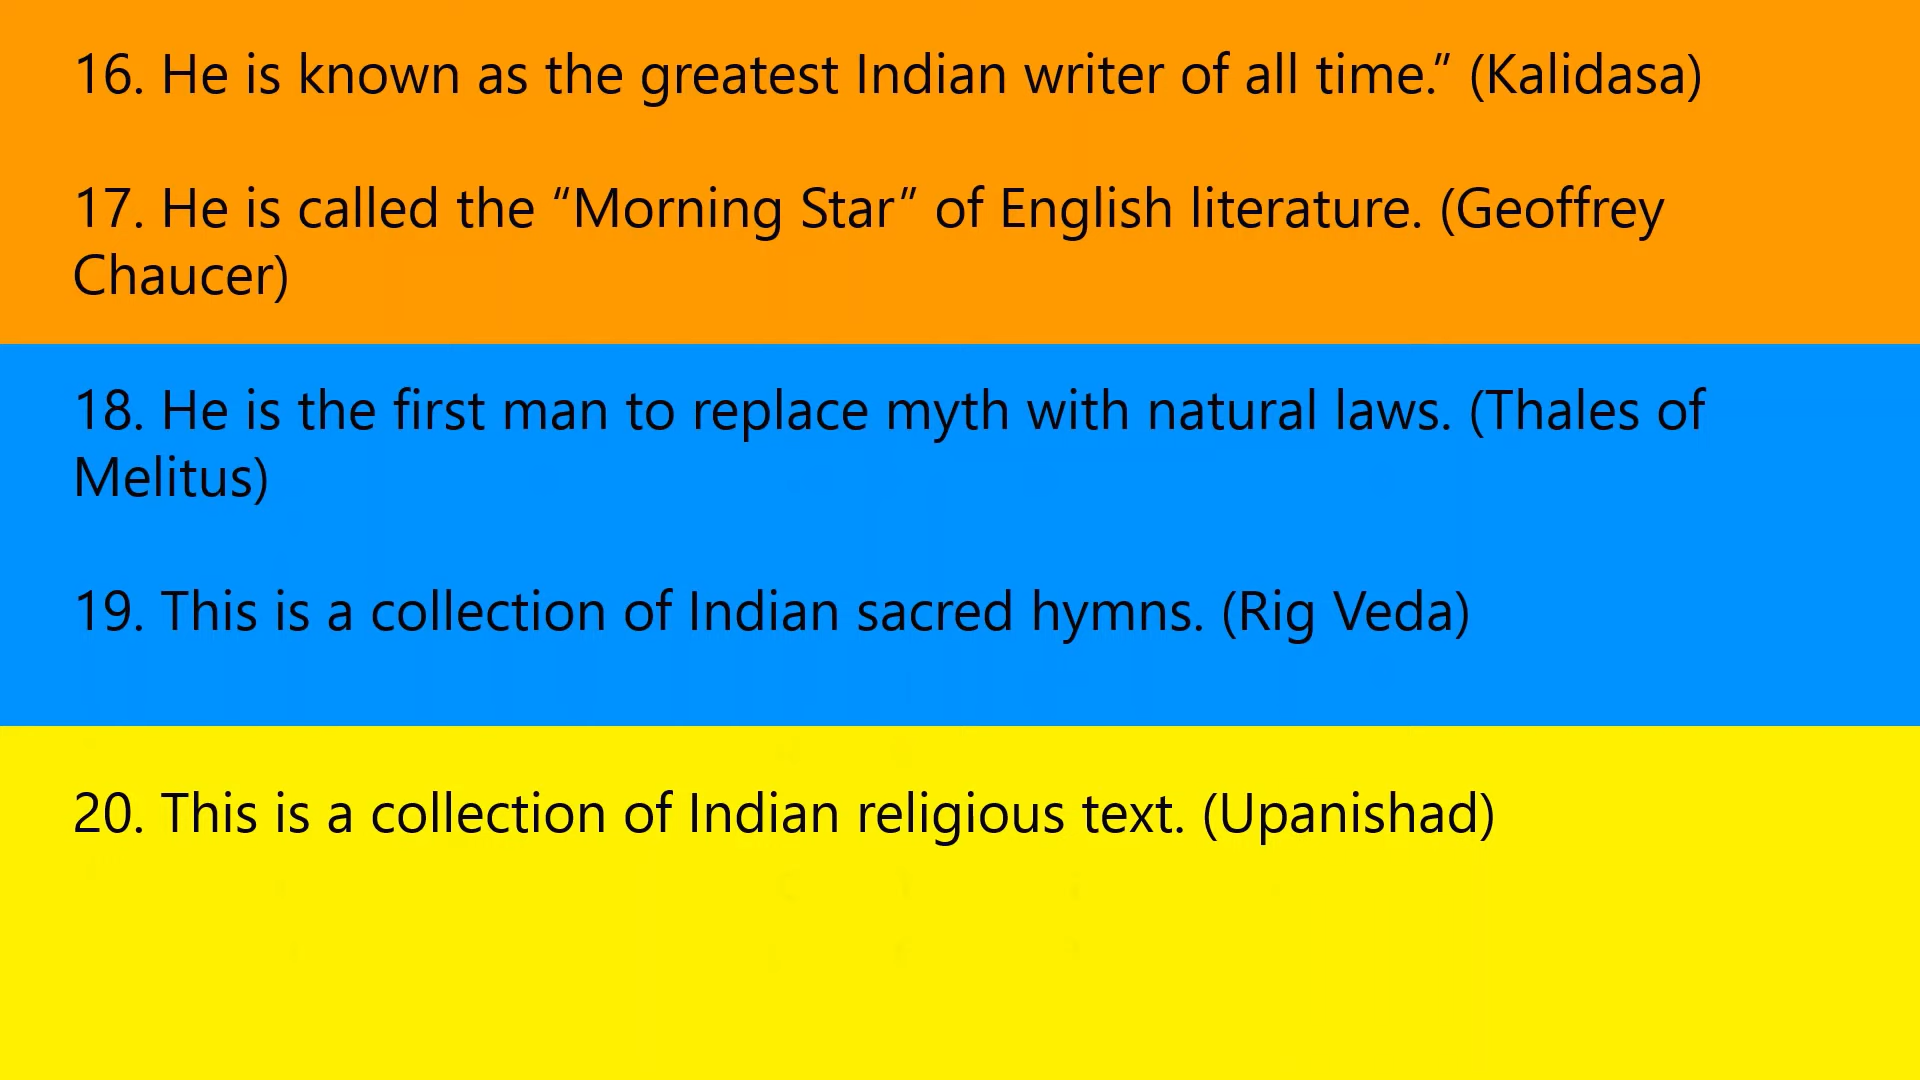 16. He is known as the greatest Indian writer of all time.” (Kalidasa)
17. He is called the “Morning Star” of English literature. (Geoffrey
Chaucer)
18. He is the first man to replace myth with natural laws. (Thales of
Melitus)
19. This is a collection of Indian sacred hymns. (Rig Veda)
20. This is a collection of Indian religious text. (Upanishad)